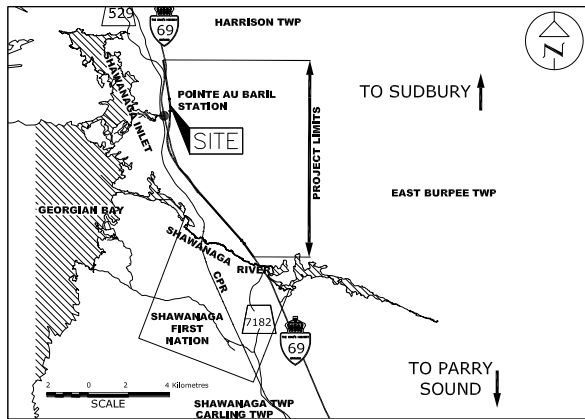 529
69
HARRISON TWP
N
SHAWANAGA INLET
POINTE AU BARIL
STATION
SITE
TO SUDBURY
PROJECT LIMITS
EAST BURPEE TWP
GEORGIAN BAY
SHAWANAGA
RIVER
CPR
SHAWANAGA
FIRST
NATION
7182
69
TO PARRY
SOUND
2 0 2 4 Kilometres
SCALE
SHAWANAGA TWP
CARLING TWP